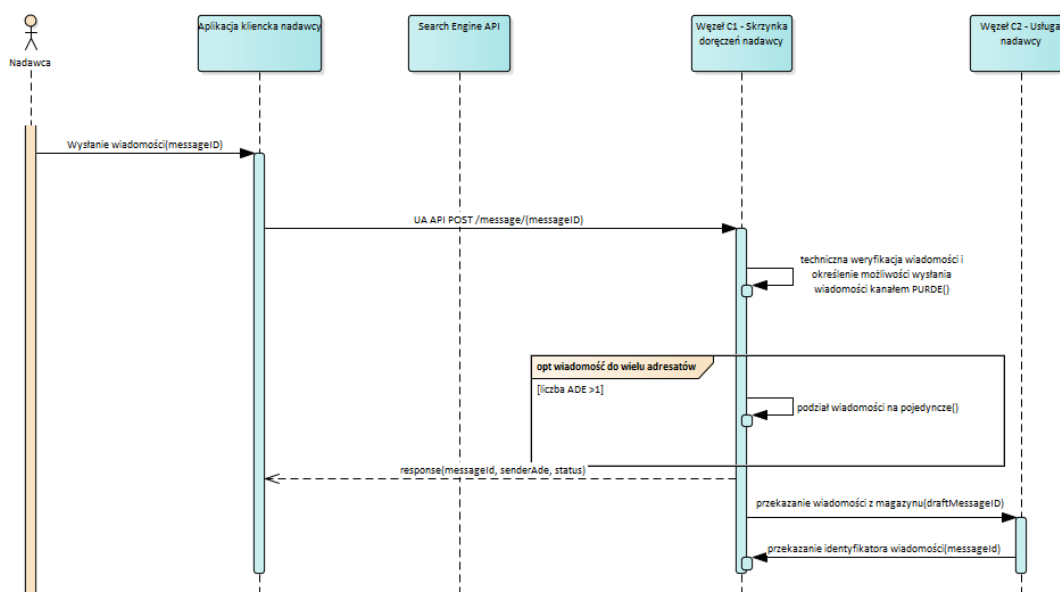 Nadawca
Aplikacja kliencka nadawcy
Search Engine API
Węzeł C1 - Skrzynka
doręczeń nadawcy
Węzeł C2 - Usługa
nadawcy
Wysłanie wiadomości(messageID)
UA API POST /message/(messageID)
techniczna weryfikacja wiadomości i
określenie możliwości wysłania
wiadomości kanałem PURDE()
opt wiadomość do wielu adresatów
[liczba ADE >1]
podział wiadomości na pojedyncze()
response(messageId, senderAde, status)
przekazanie wiadomości z magazynu(draftMessageID)
przekazanie identyfikatora wiadomości(messageId)